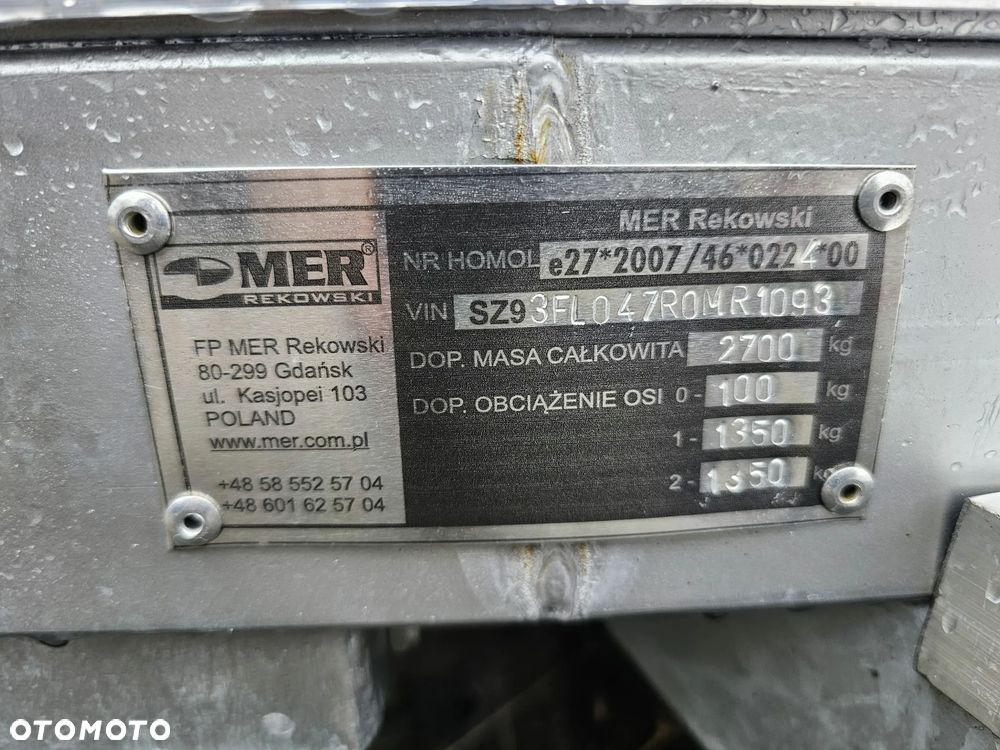 MER®
REKOWSKI
FP MER Rekowski
80-299 Gdańsk
ul. Kasjopei 103
POLAND
www.mer.com.pl
+48 58 552 57 04
+48 601 62 57 04
MER Rekowski
NR HOMOL e27*2007/46*0224*00
VIN SZ93FL047R0MR1093
DOP. MASA CAŁKOWITA 2700 kg
DOP. OBCIĄŻENIE OSI 0 - 100 kg
1 - 1350 kg
2 - 1350 kg
OTOMOTO